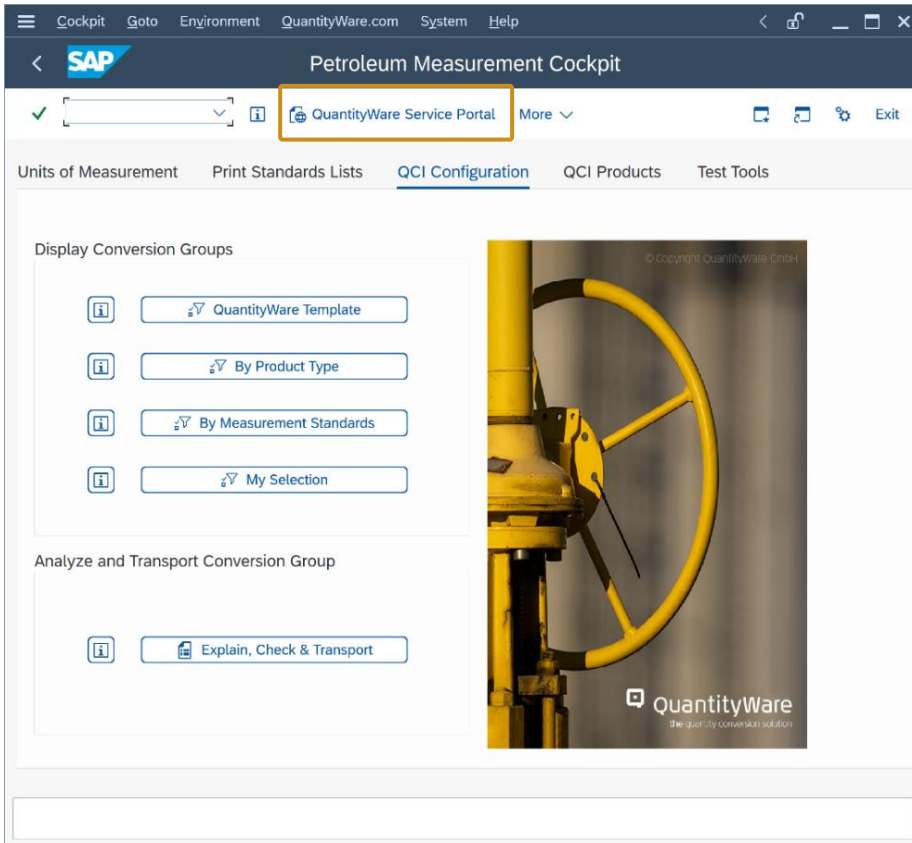 Cockpit Goto Environment QuantityWare.com System Help
SAP Petroleum Measurement Cockpit
QuantityWare Service Portal More Exit
Units of Measurement Print Standards Lists QCI Configuration QCI Products Test Tools
Display Conversion Groups
© Copyright QuantityWare GmbH
QuantityWare Template
By Product Type
By Measurement Standards
My Selection
Analyze and Transport Conversion Group
Explain, Check & Transport
QuantityWare
the quantity conversion solution